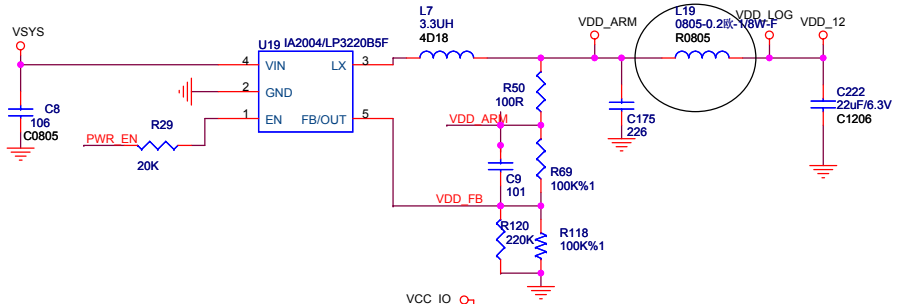 VSYS
C8
106
C0805
PWR_EN
R29
20K
U19 IA2004/LP3220B5F
4 VIN LX 3
2 GND
1 EN FB/OUT 5
L7
3.3UH
4D18
R50
100R
VDD_ARM
C9
101
R69
100K%1
VDD_FB
R120
220K
R118
100K%1
VCC_IO
VDD_ARM
C175
226
L19
0805-0.2欧-1/8W-F
R0805
VDD_LOG
VDD_12
C222
22uF/6.3V
C1206